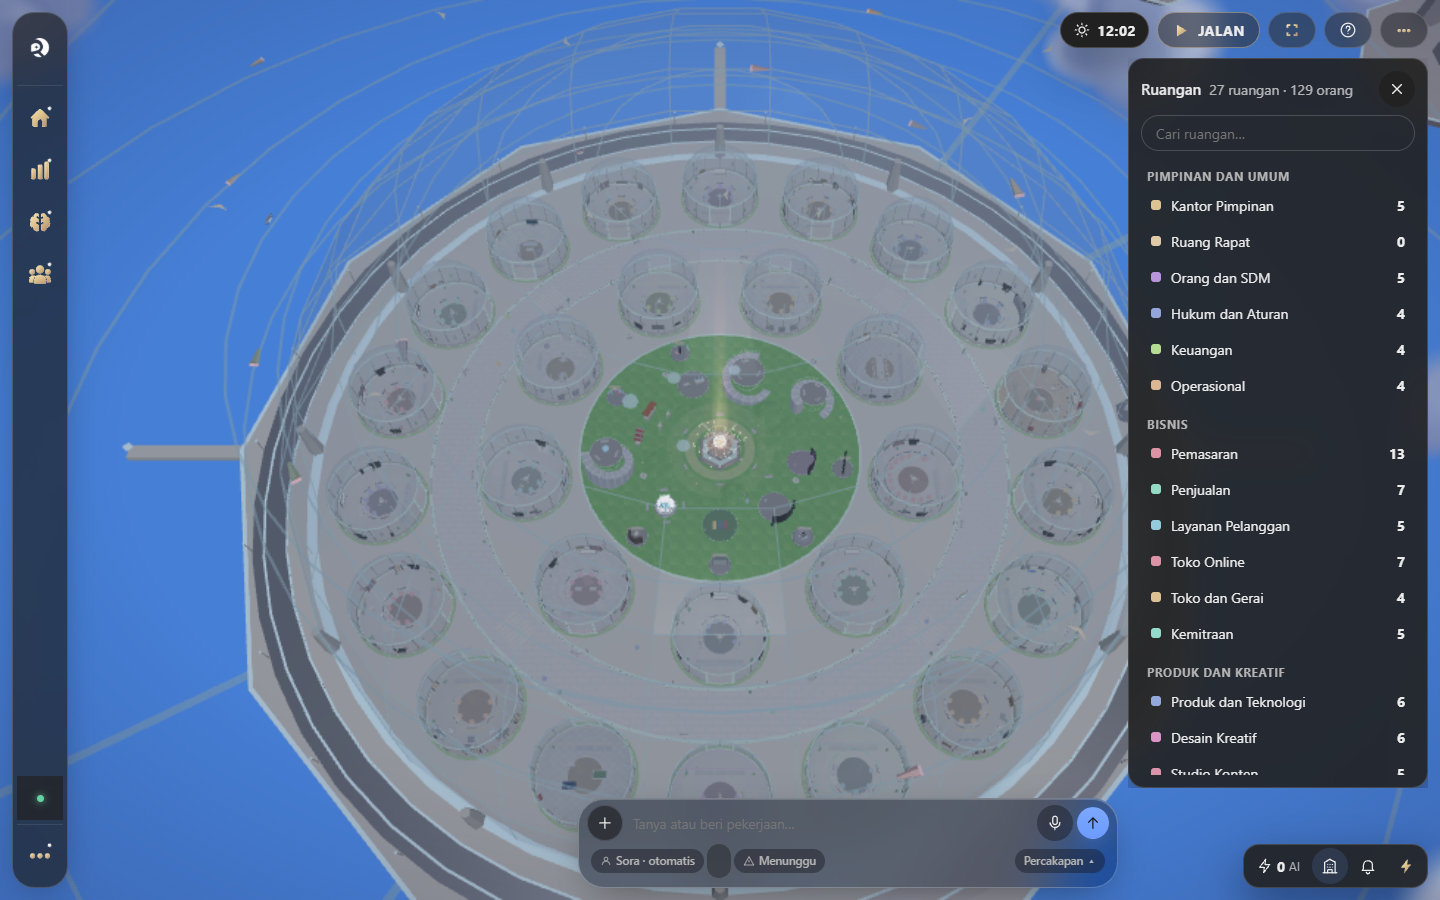 12:02
JALAN
Ruangan 27 ruangan · 129 orang
Cari ruangan...
PIMPINAN DAN UMUM
Kantor Pimpinan 5
Ruang Rapat 0
Orang dan SDM 5
Hukum dan Aturan 4
Keuangan 4
Operasional 4
BISNIS
Pemasaran 13
Penjualan 7
Layanan Pelanggan 5
Toko Online 7
Toko dan Gerai 4
Kemitraan 5
PRODUK DAN KREATIF
Produk dan Teknologi 6
Desain Kreatif 6
Studio Konten 5
Tanya atau beri pekerjaan...
Sora · otomatis
Menunggu
Percakapan
0 AI